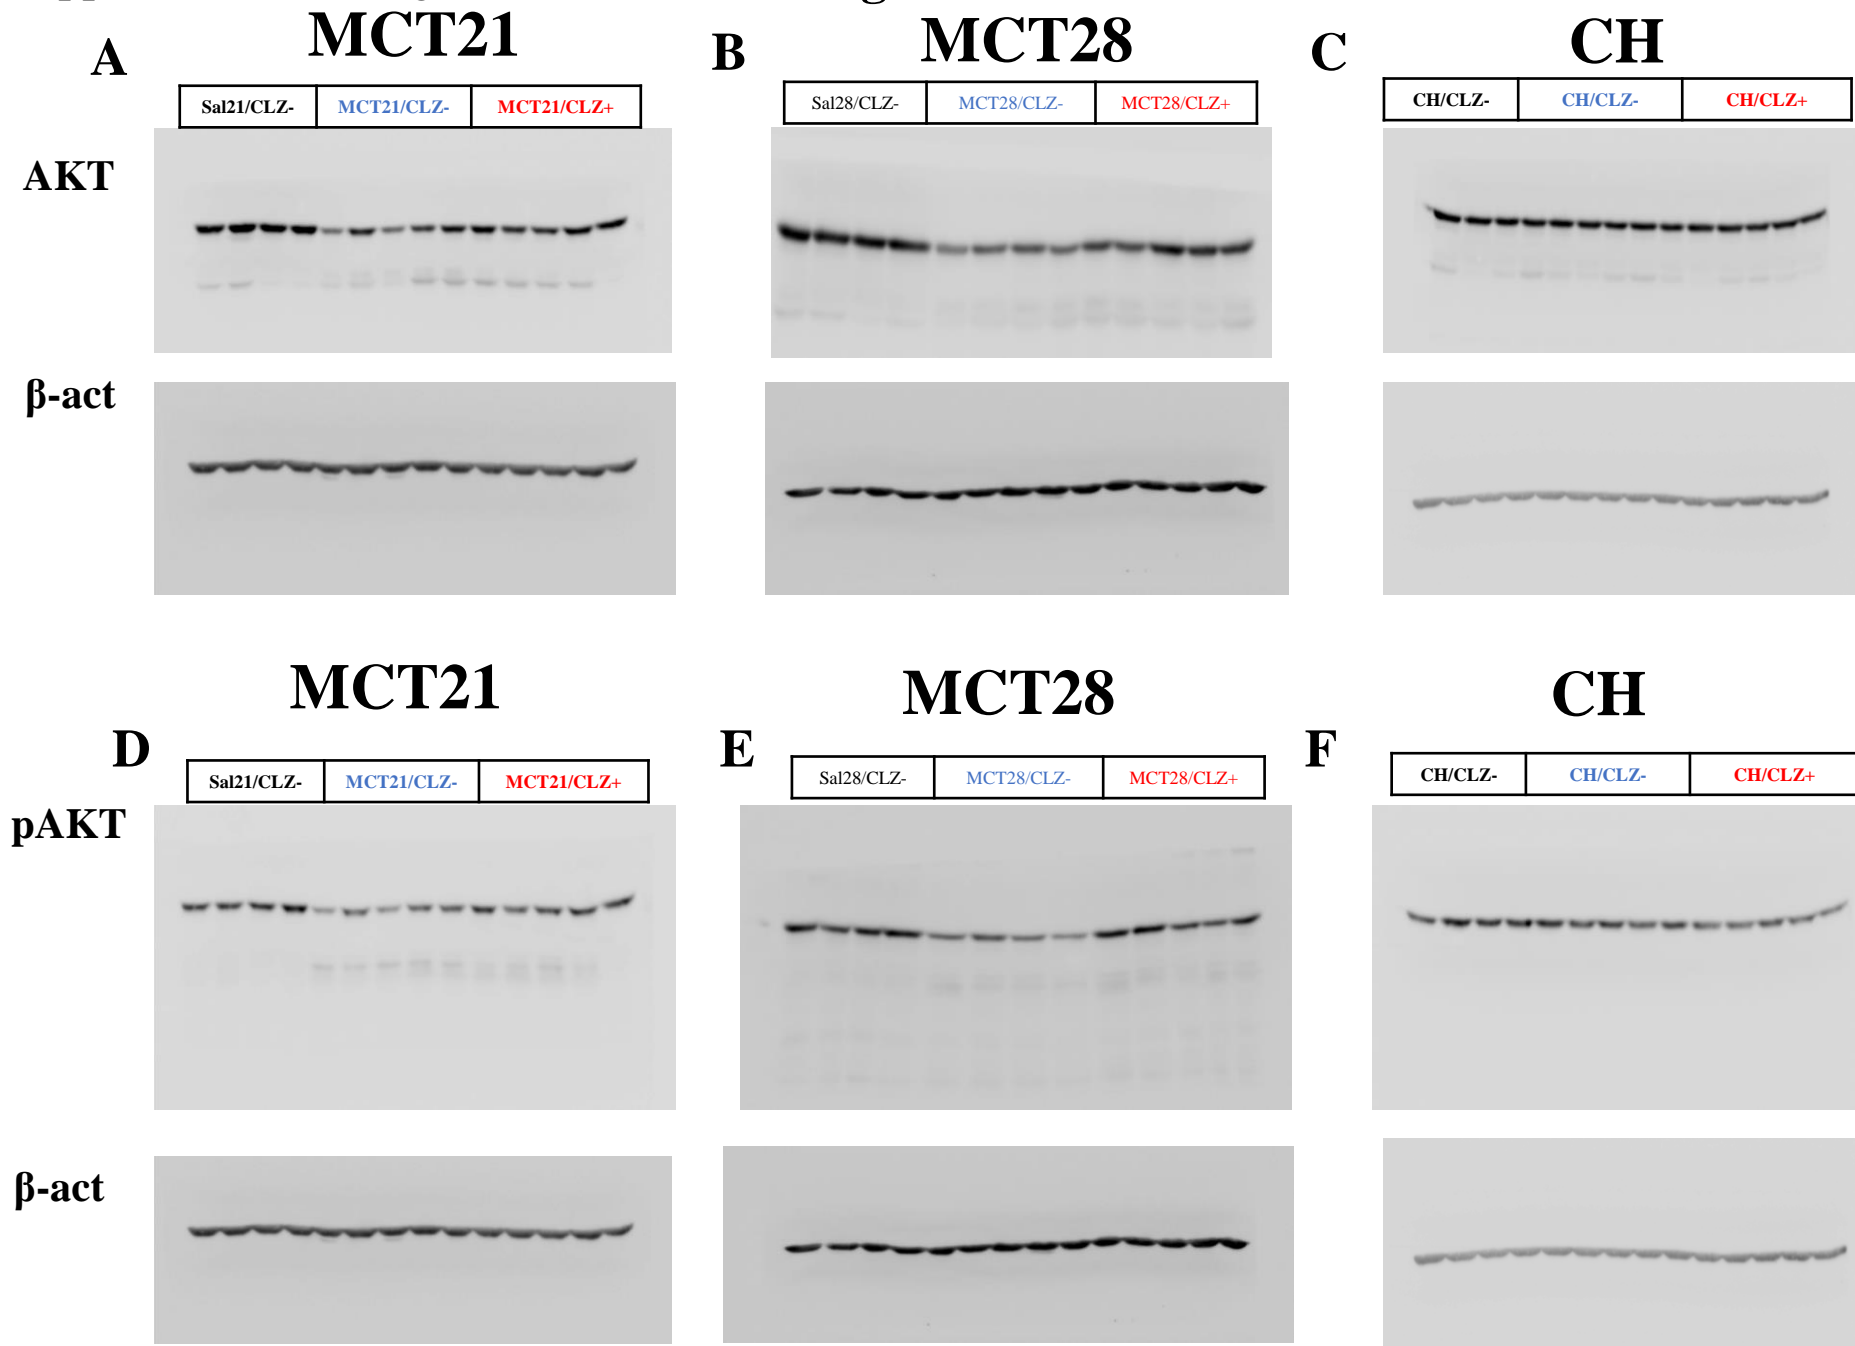 MCT21 MCT28 CH
A B C
Sal21/CLZ- MCT21/CLZ- MCT21/CLZ+ Sal28/CLZ- MCT28/CLZ- MCT28/CLZ+ CH/CLZ- CH/CLZ- CH/CLZ+
AKT
β-act
MCT21 MCT28 CH
D E F
Sal21/CLZ- MCT21/CLZ- MCT21/CLZ+ Sal28/CLZ- MCT28/CLZ- MCT28/CLZ+ CH/CLZ- CH/CLZ- CH/CLZ+
pAKT
β-act